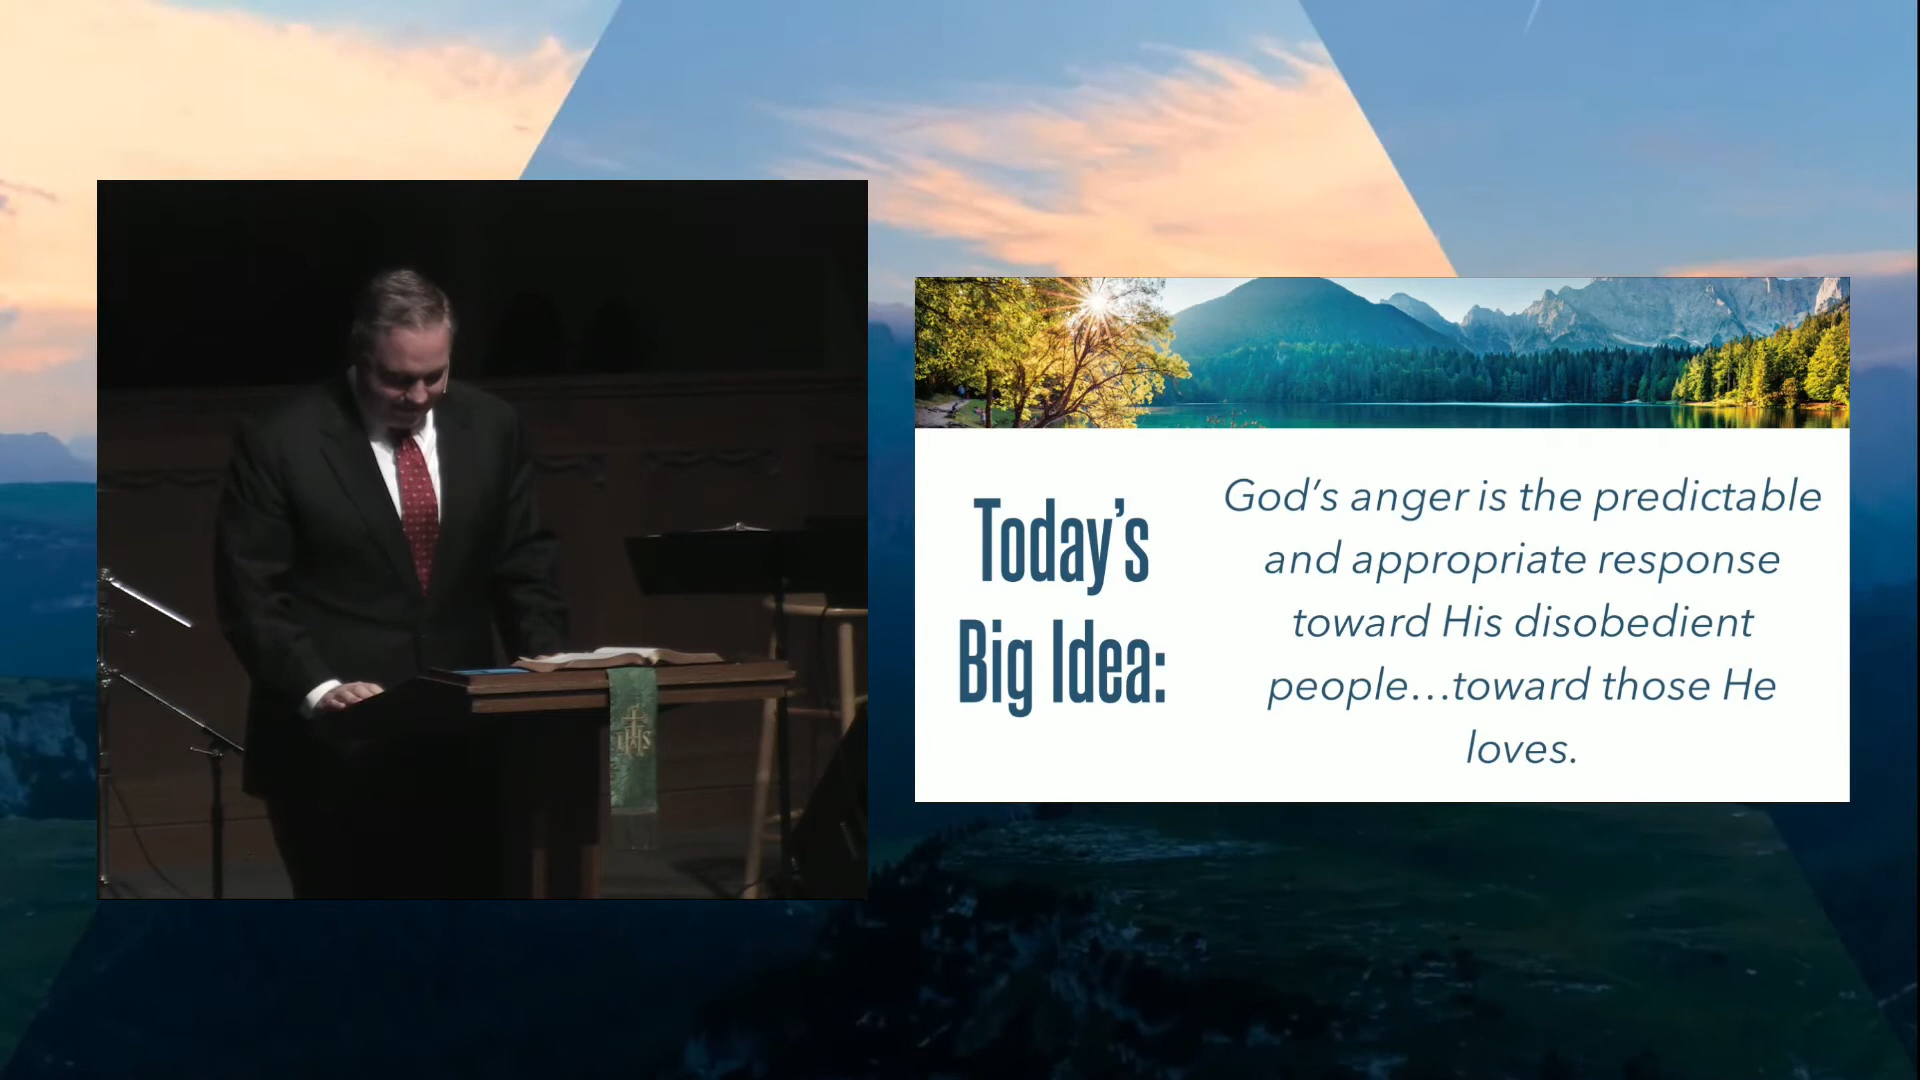 Today’s
Big Idea:
God’s anger is the predictable
and appropriate response
toward His disobedient
people…toward those He
loves.
IHS